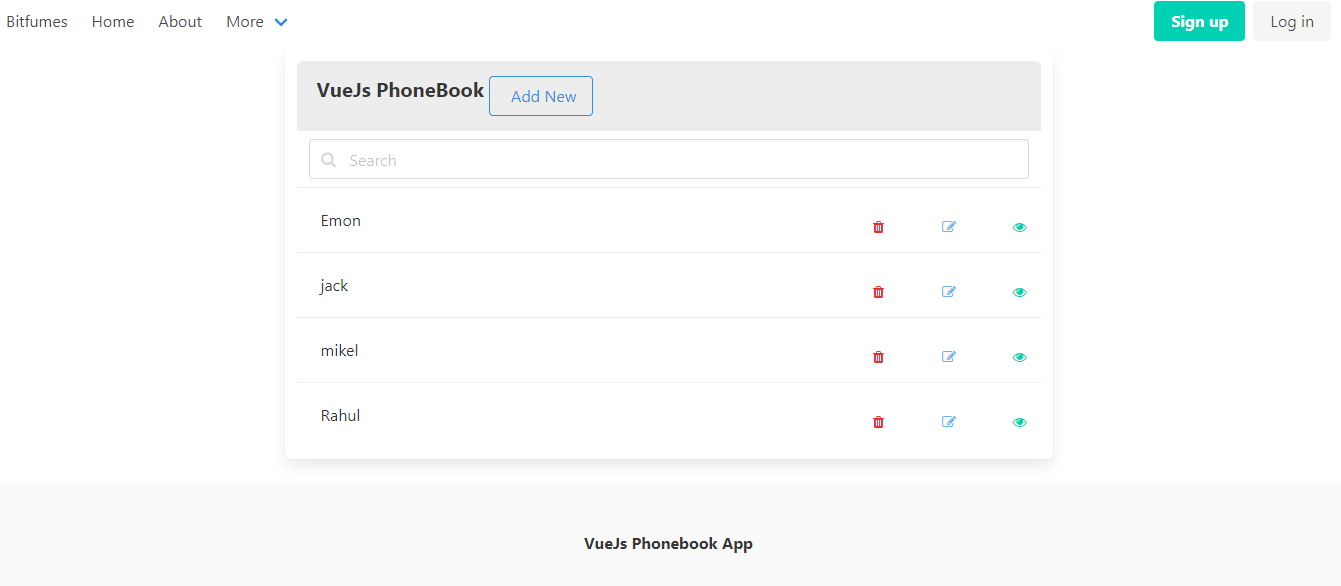 Bitfumes Home About More Sign up Log in
VueJs PhoneBook Add New
Search
Emon
jack
mikel
Rahul
VueJs Phonebook App